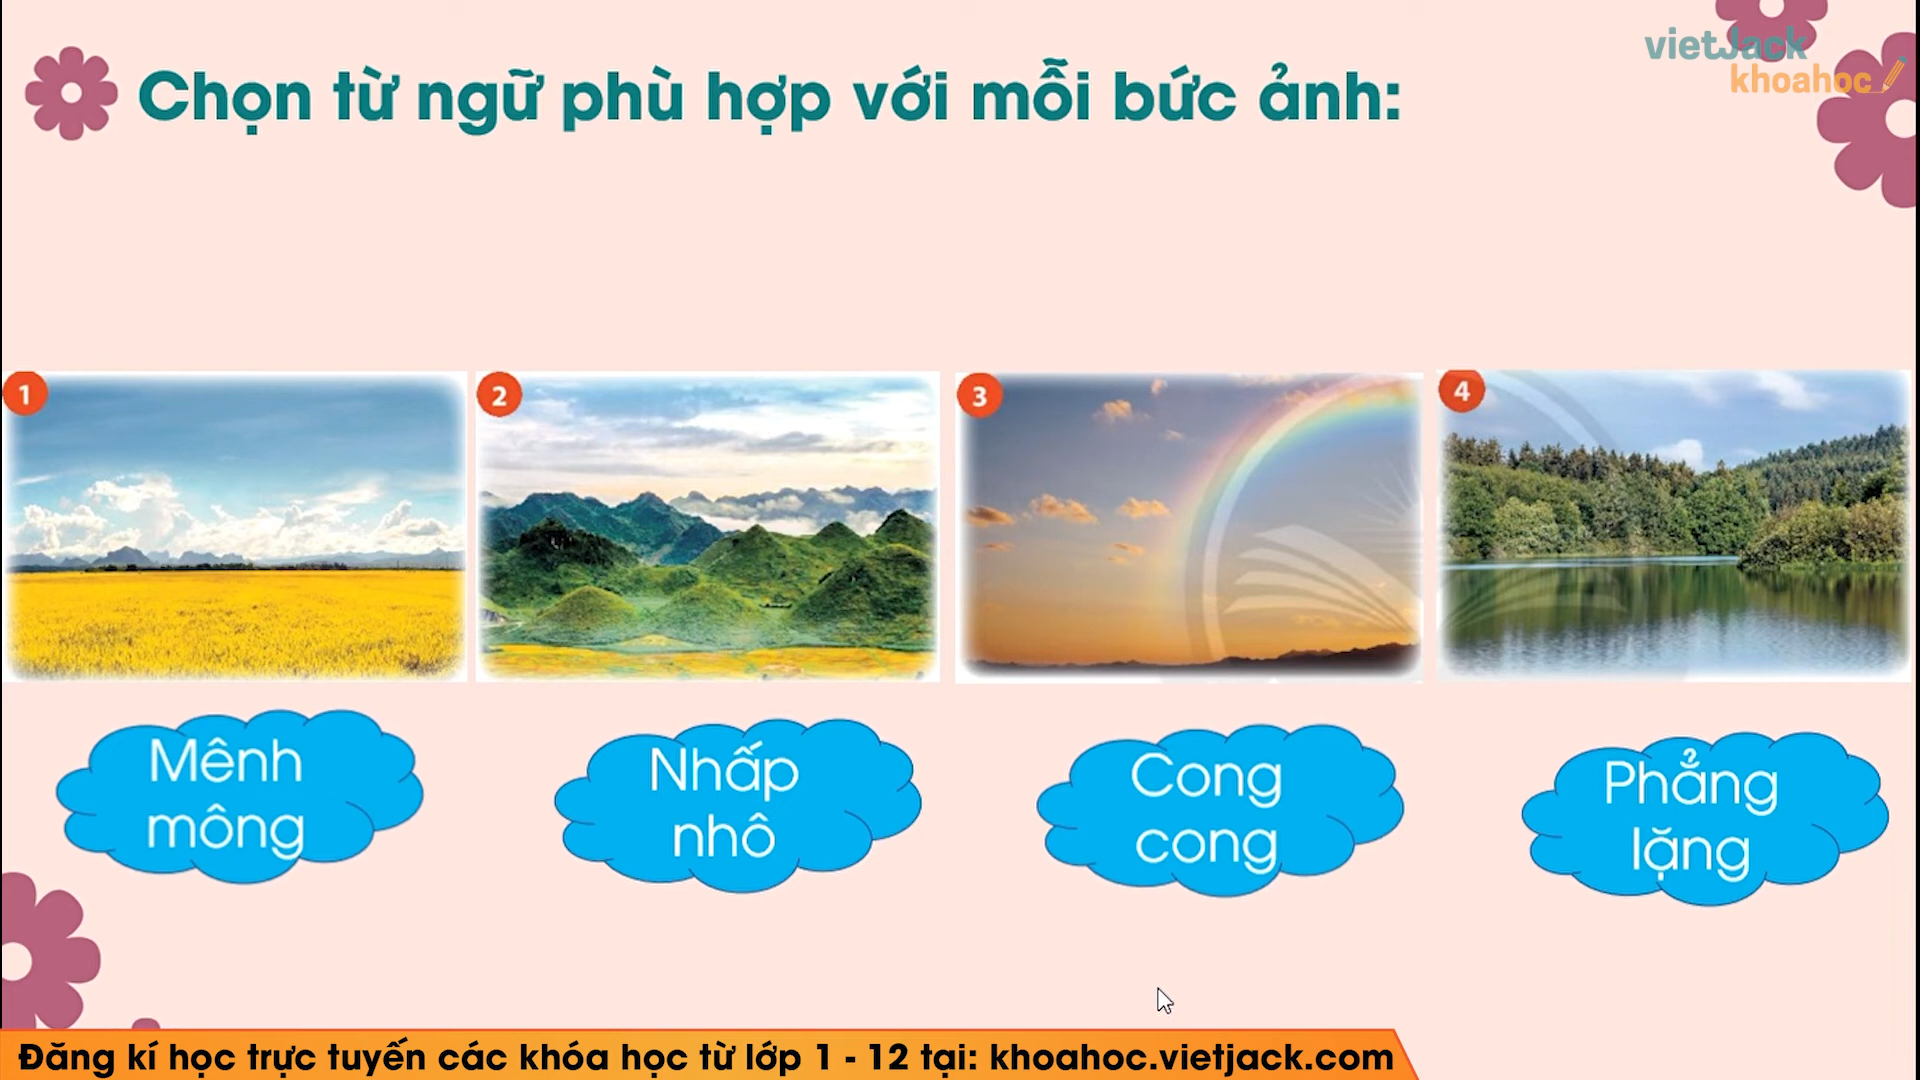 vietJack
khoahoc
Chọn từ ngữ phù hợp với mỗi bức ảnh:
1
2
3
4
Mênh
mông
Nhấp
nhô
Cong
cong
Phẳng
lặng
Đăng kí học trực tuyến các khóa học từ lớp 1 - 12 tại: khoahoc.vietjack.com